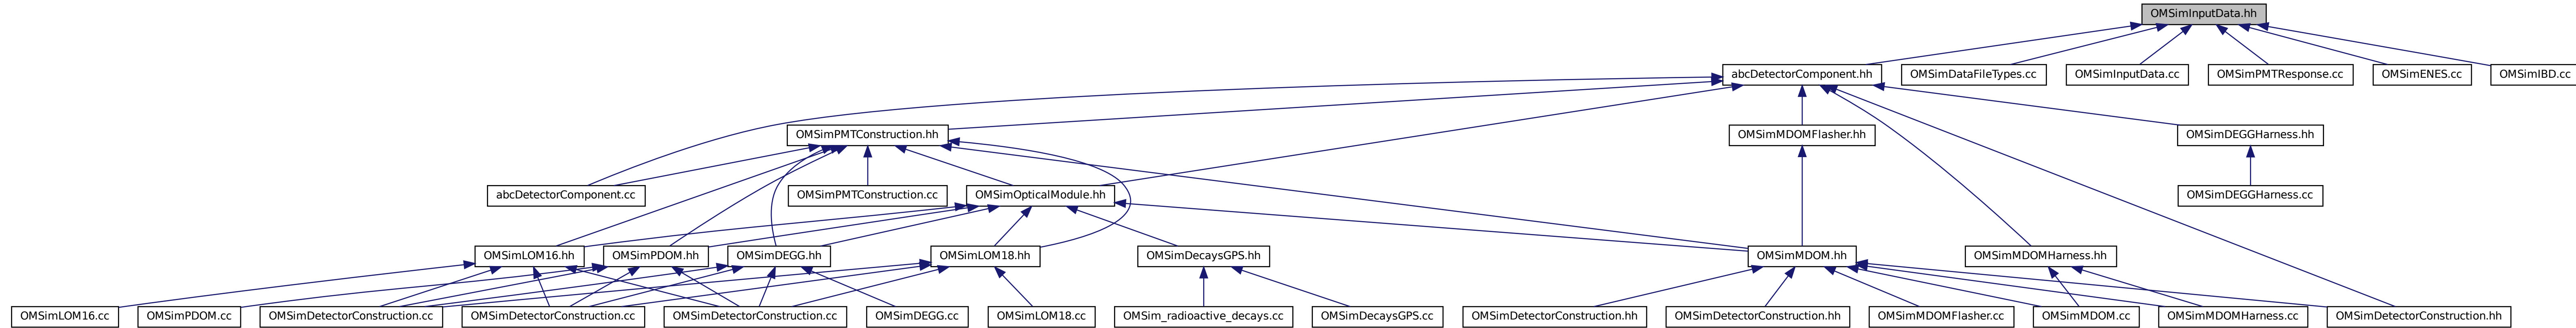 OMSimInputData.hh
abcDetectorComponent.hh
OMSimDataFileTypes.cc
OMSimInputData.cc
OMSimPMTResponse.cc
OMSimENES.cc
OMSimIBD.cc
OMSimPMTConstruction.hh
OMSimMDOMFlasher.hh
OMSimDEGGHarness.hh
abcDetectorComponent.cc
OMSimPMTConstruction.cc
OMSimOpticalModule.hh
OMSimDEGGHarness.cc
OMSimLOM16.hh
OMSimPDOM.hh
OMSimDEGG.hh
OMSimLOM18.hh
OMSimDecaysGPS.hh
OMSimMDOM.hh
OMSimMDOMHarness.hh
OMSimLOM16.cc
OMSimPDOM.cc
OMSimDetectorConstruction.cc
OMSimDetectorConstruction.cc
OMSimDetectorConstruction.cc
OMSimDEGG.cc
OMSimLOM18.cc
OMSim_radioactive_decays.cc
OMSimDecaysGPS.cc
OMSimDetectorConstruction.hh
OMSimDetectorConstruction.hh
OMSimMDOMFlasher.cc
OMSimMDOM.cc
OMSimMDOMHarness.cc
OMSimDetectorConstruction.hh